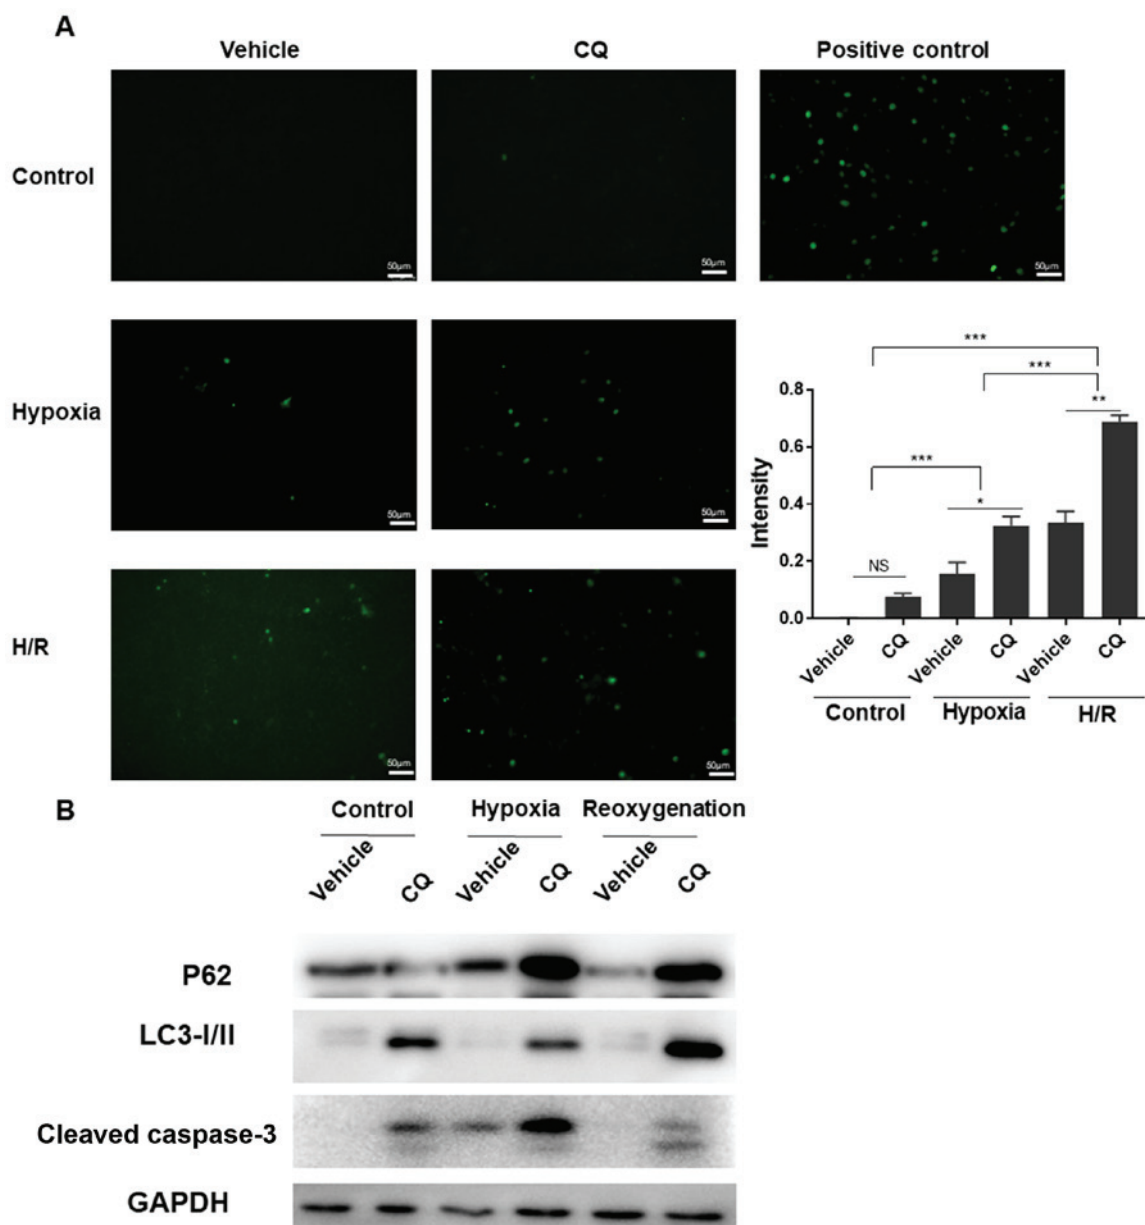 A
Vehicle
CQ
Positive control
Control
50μm
50μm
50μm
Hypoxia
50μm
50μm
H/R
50μm
50μm
***
***
**
***
*
NS
Intensity
0.8
0.6
0.4
0.2
0.0
Vehicle
CQ
Vehicle
CQ
Vehicle
CQ
Control
Hypoxia
H/R
B
Control
Hypoxia
Reoxygenation
Vehicle
CQ
Vehicle
CQ
Vehicle
CQ
P62
LC3-I/II
Cleaved caspase-3
GAPDH